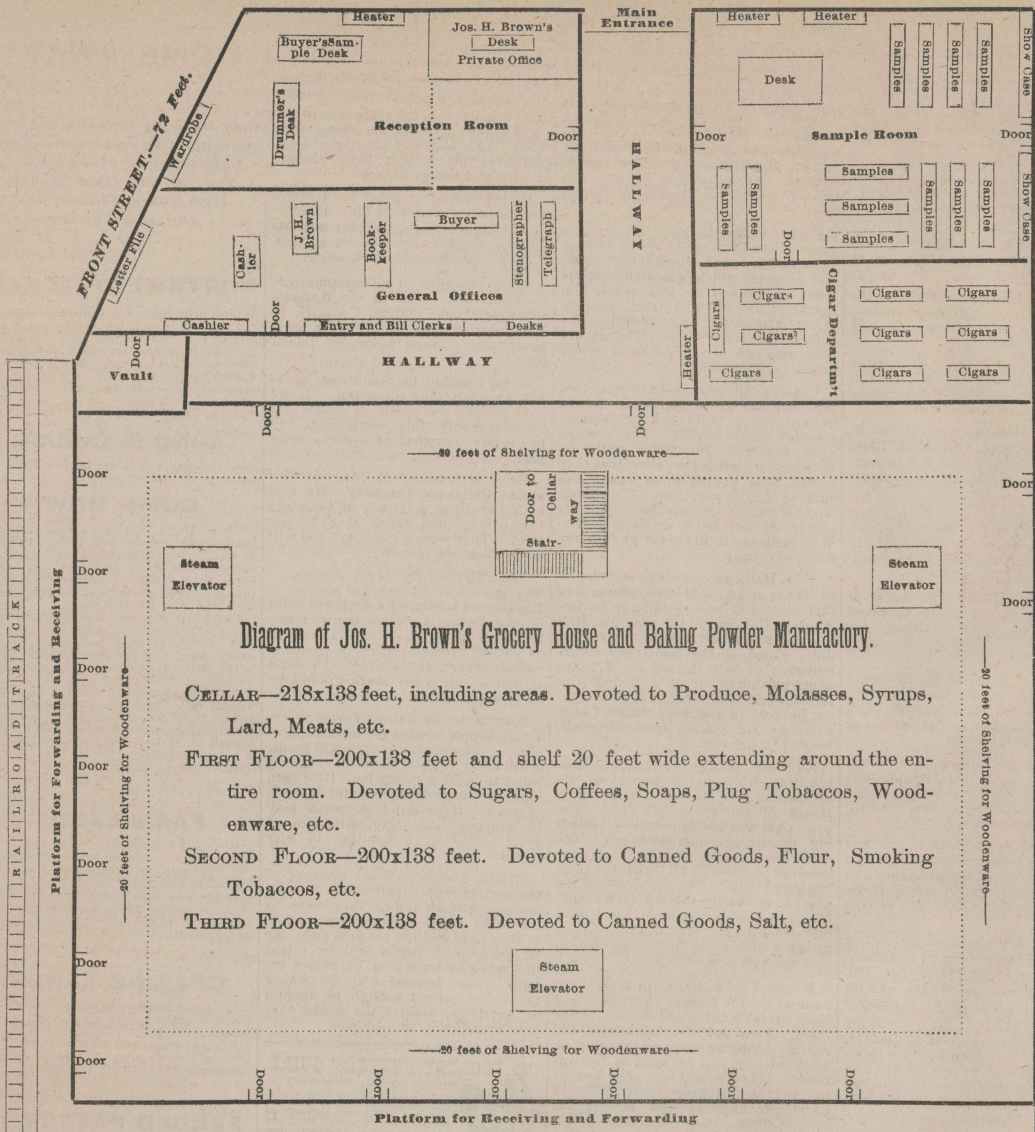 Main
Entrance
FRONT STREET.—72 Feet.
Heater
Buyer's Sam-
ple Desk
Jos. H. Brown's
Desk
Private Office
Drummer's
Desk
Wardrobe
Reception Room
Door
Letter File
Cash-
ier
J. H.
Brown
Book-
keeper
Buyer
Stenographer
Telegraph
General Offices
Cashier
Door
Entry and Bill Clerks
Desks
HALLWAY
Heater
Heater
Desk
Samples
Samples
Samples
Samples
Show Case
Door
Sample Room
Door
Samples
Samples
Samples
Samples
Samples
Samples
Samples
Samples
Show Case
Door
Cigars
Cigars
Cigars
Cigars
Cigar Departm't
Cigars
Cigars
Cigars
Cigars
Cigars
Cigars
Heater
Door
Vault
HALLWAY
Door
Door
20 feet of Shelving for Woodenware
Door
Door
Door to
Cellar
way
Stair-
Door
Steam
Elevator
Steam
Elevator
Door
RAILROAD TRACK
Platform for Forwarding and Receiving
Diagram of Jos. H. Brown's Grocery House and Baking Powder Manufactory.
Door
20 feet of Shelving for Woodenware
20 feet of Shelving for Woodenware
CELLAR—218x138 feet, including areas. Devoted to Produce, Molasses, Syrups,
Lard, Meats, etc.
FIRST FLOOR—200x138 feet and shelf 20 feet wide extending around the en-
tire room. Devoted to Sugars, Coffees, Soaps, Plug Tobaccos, Wood-
enware, etc.
Door
SECOND FLOOR—200x138 feet. Devoted to Canned Goods, Flour, Smoking
Tobaccos, etc.
Door
THIRD FLOOR—200x138 feet. Devoted to Canned Goods, Salt, etc.
Door
Steam
Elevator
20 feet of Shelving for Woodenware
Door
Door
Door
Door
Door
Door
Door
Platform for Receiving and Forwarding